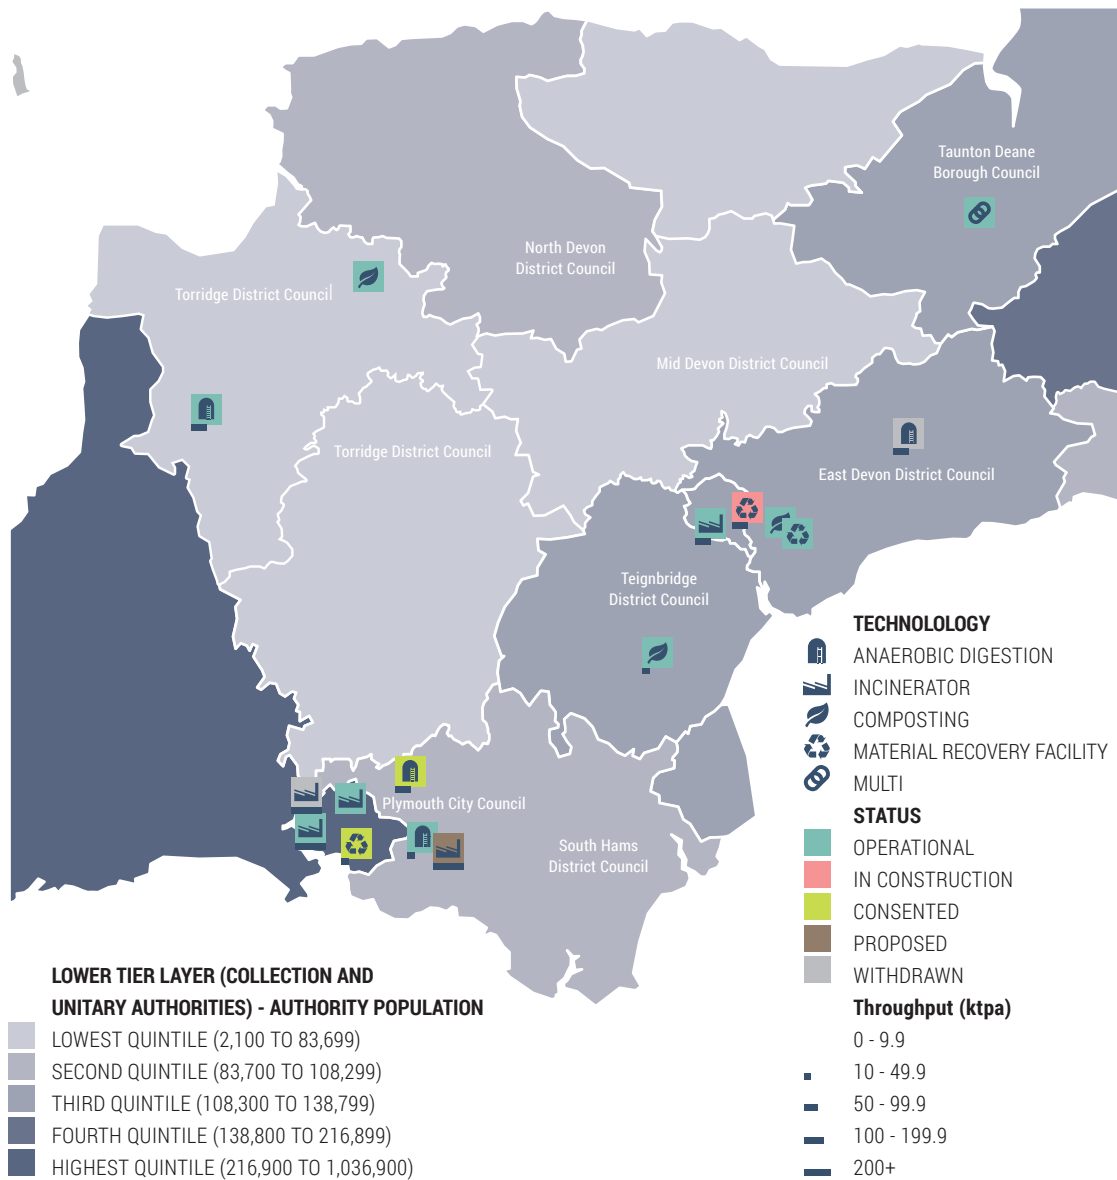 Taunton Deane
Borough Council
North Devon
District Council
Torridge District Council
Mid Devon District Council
Torridge District Council
East Devon District Council
Teignbridge
District Council
Plymouth City Council
South Hams
District Council
TECHNOLOLOGY
ANAEROBIC DIGESTION
INCINERATOR
COMPOSTING
MATERIAL RECOVERY FACILITY
MULTI
STATUS
OPERATIONAL
IN CONSTRUCTION
CONSENTED
PROPOSED
WITHDRAWN
Throughput (ktpa)
0 - 9.9
10 - 49.9
50 - 99.9
100 - 199.9
200+
LOWER TIER LAYER (COLLECTION AND
UNITARY AUTHORITIES) - AUTHORITY POPULATION
LOWEST QUINTILE (2,100 TO 83,699)
SECOND QUINTILE (83,700 TO 108,299)
THIRD QUINTILE (108,300 TO 138,799)
FOURTH QUINTILE (138,800 TO 216,899)
HIGHEST QUINTILE (216,900 TO 1,036,900)